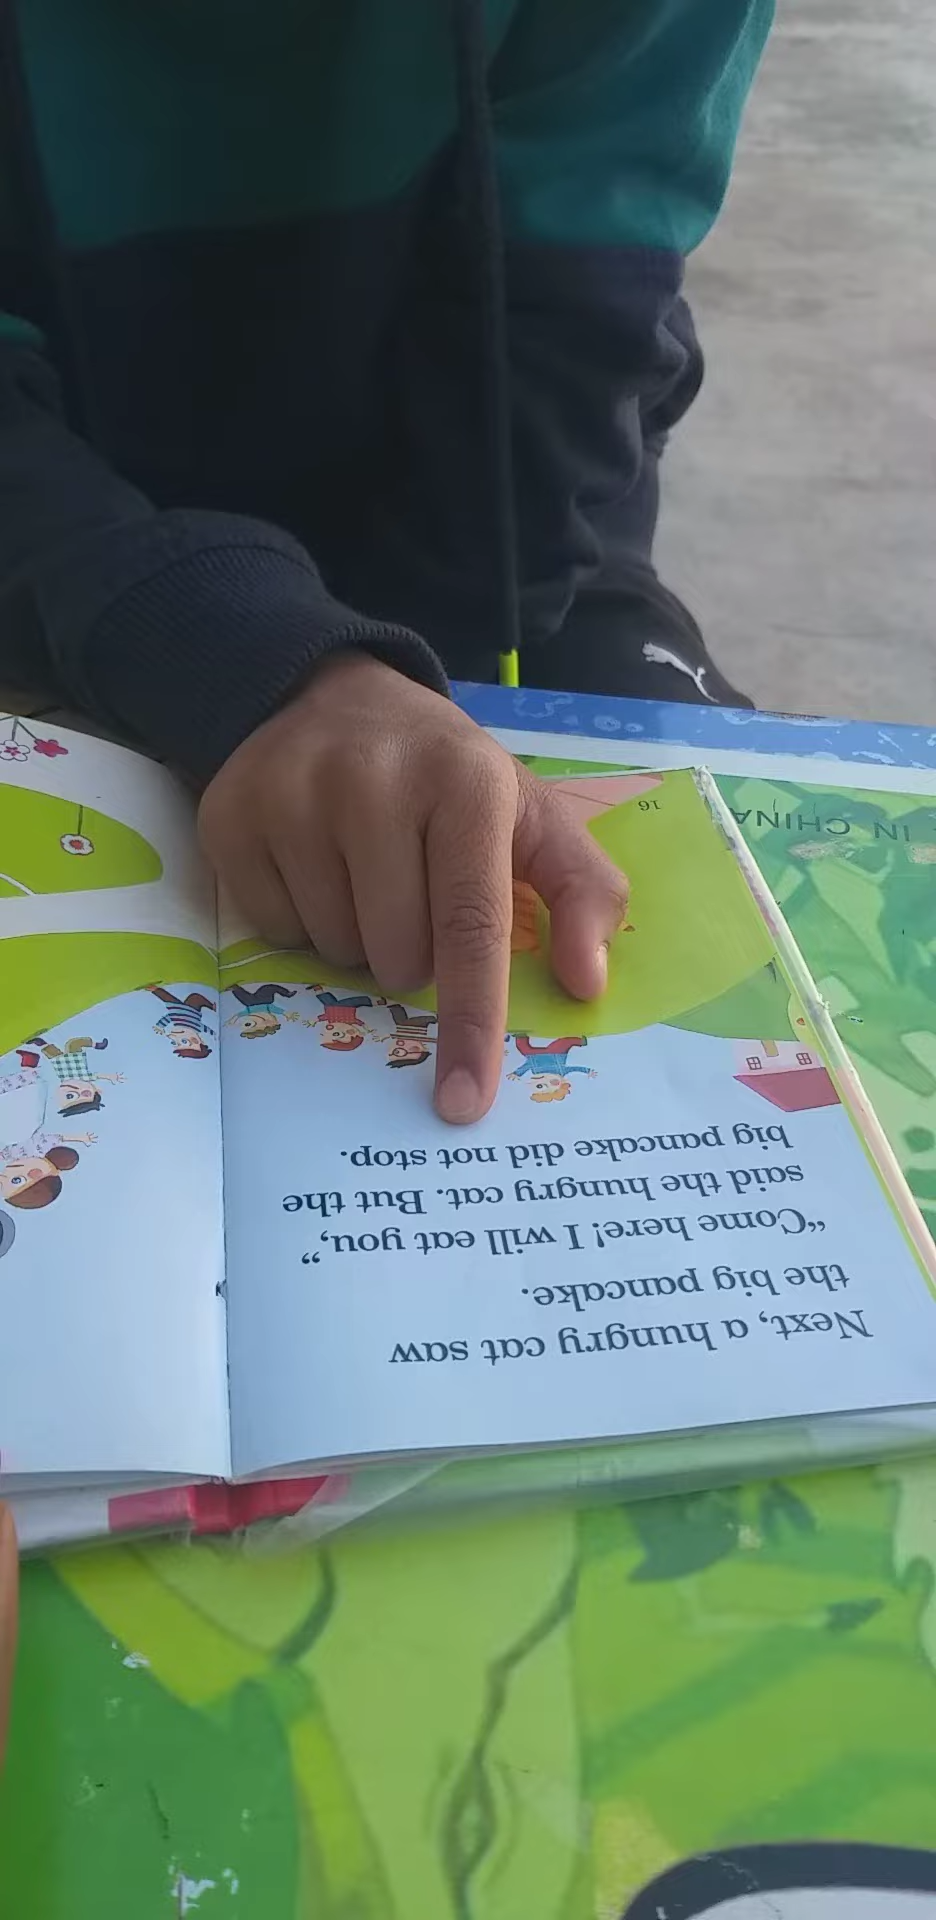 Next, a hungry cat saw
the big pancake.
“Come here! I will eat you,”
said the hungry cat. But the
big pancake did not stop.
16
IN CHINA